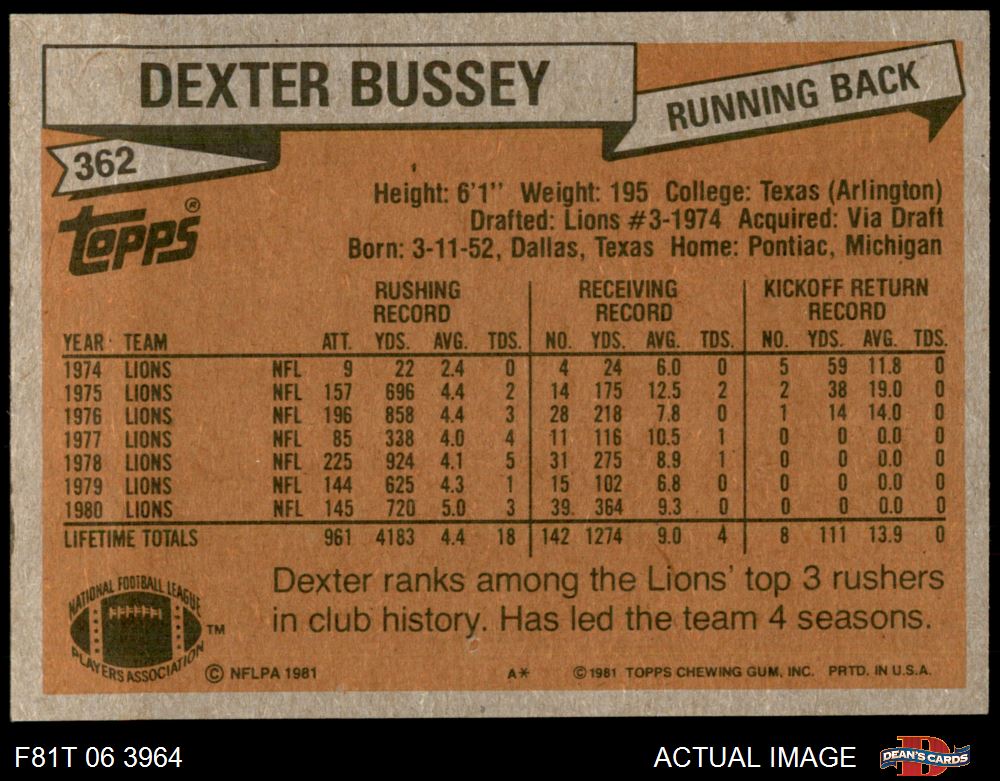 DEXTER BUSSEY
RUNNING BACK
362
Topps®
Height: 6'1'' Weight: 195 College: Texas (Arlington)
Drafted: Lions #3-1974 Acquired: Via Draft
Born: 3-11-52, Dallas, Texas Home: Pontiac, Michigan
RUSHING RECORD RECEIVING RECORD KICKOFF RETURN RECORD
YEAR TEAM ATT. YDS. AVG. TDS. NO. YDS. AVG. TDS. NO. YDS. AVG. TDS.
1974 LIONS NFL 9 22 2.4 0 4 24 6.0 0 5 59 11.8 0
1975 LIONS NFL 157 696 4.4 2 14 175 12.5 2 2 38 19.0 0
1976 LIONS NFL 196 858 4.4 3 28 218 7.8 0 1 14 14.0 0
1977 LIONS NFL 85 338 4.0 4 11 116 10.5 1 0 0 0.0 0
1978 LIONS NFL 225 924 4.1 5 31 275 8.9 1 0 0 0.0 0
1979 LIONS NFL 144 625 4.3 1 15 102 6.8 0 0 0 0.0 0
1980 LIONS NFL 145 720 5.0 3 39 364 9.3 0 0 0 0.0 0
LIFETIME TOTALS 961 4183 4.4 18 142 1274 9.0 4 8 111 13.9 0
Dexter ranks among the Lions' top 3 rushers
in club history. Has led the team 4 seasons.
NATIONAL FOOTBALL LEAGUE
PLAYERS ASSOCIATION
TM
© NFLPA 1981
A*
©1981 TOPPS CHEWING GUM, INC. PRTD. IN U.S.A.
F81T 06 3964
ACTUAL IMAGE
D
DEAN'S CARDS